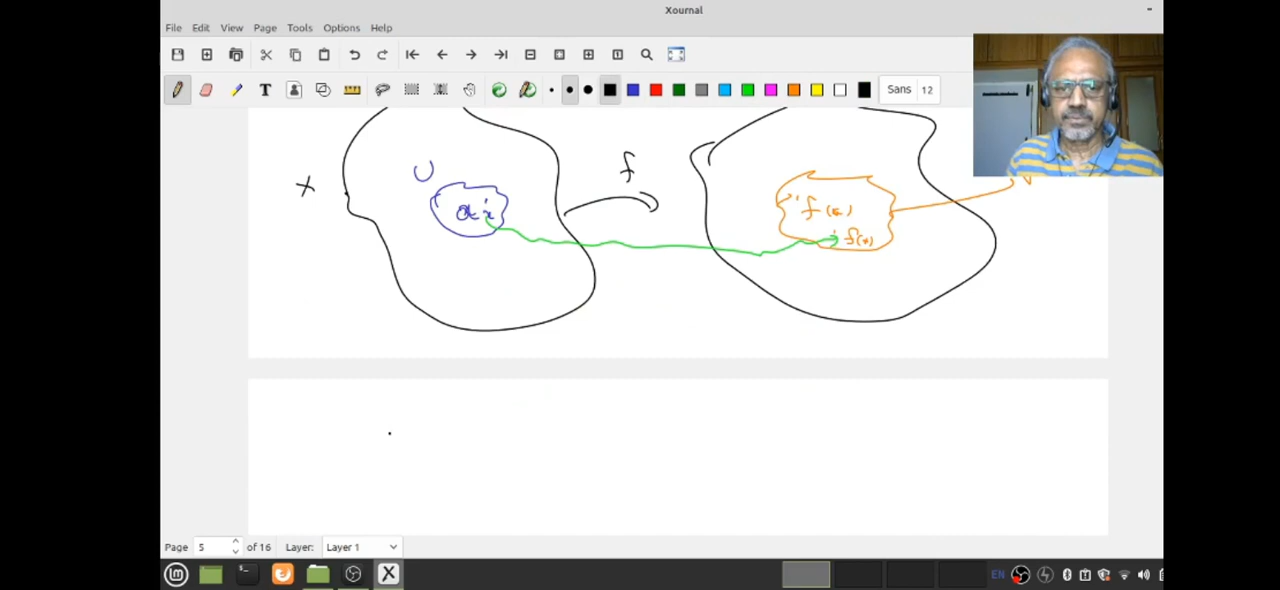 Xournal
File Edit View Page Tools Options Help
Sans 12
U
f
X
a x
f(a)
f(x)
Page 5 of 16 Layer: Layer 1
EN